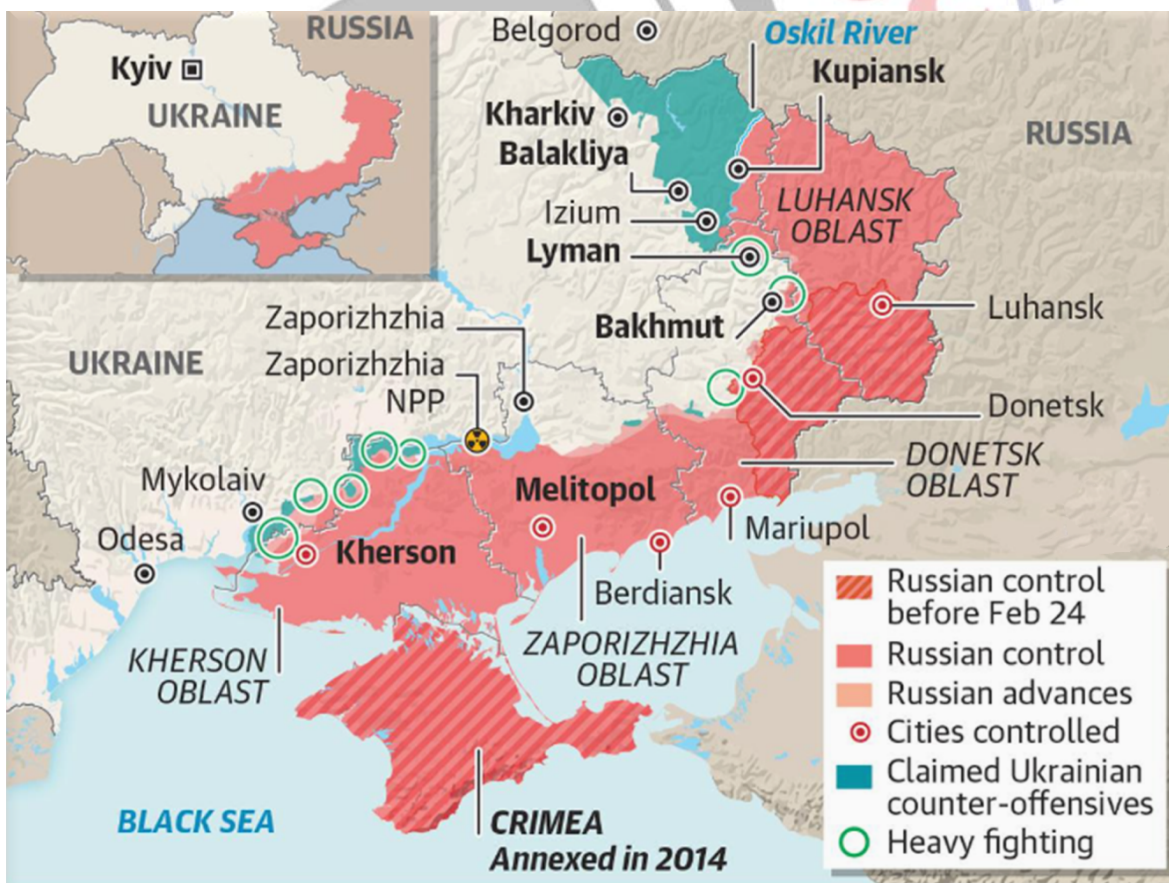 RUSSIA
Kyiv
UKRAINE
Belgorod
Oskil River
Kupiansk
Kharkiv
Balakliya
RUSSIA
LUHANSK
OBLAST
Izium
Lyman
Zaporizhzhia
Bakhmut
Luhansk
UKRAINE
Zaporizhzhia
NPP
Donetsk
DONETSK
OBLAST
Mykolaiv
Melitopol
Odesa
Kherson
Mariupol
Berdiansk
KHERSON
OBLAST
ZAPORIZHZHIA
OBLAST
BLACK SEA
CRIMEA
Annexed in 2014
Russian control
before Feb 24
Russian control
Russian advances
Cities controlled
Claimed Ukrainian
counter-offensives
Heavy fighting